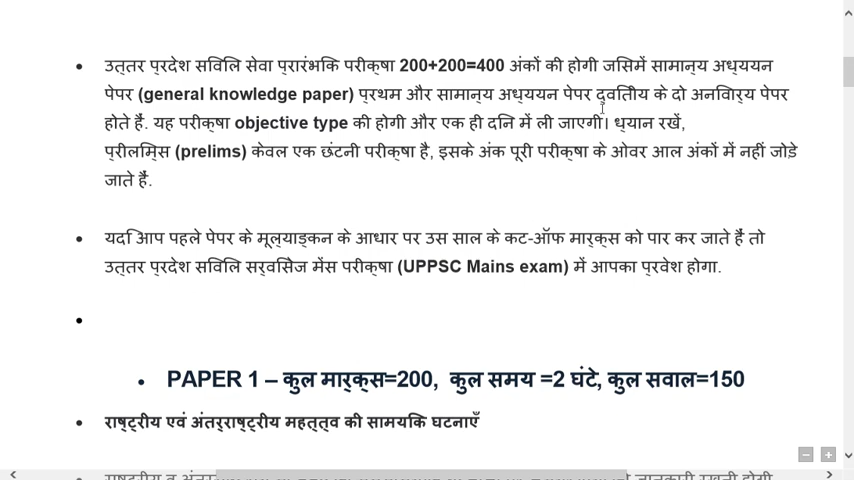 उत्तर प्रदेश सिविल सेवा प्रारंभिक परीक्षा 200+200=400 अंकों की होगी जिसमें सामान्य अध्ययन
पेपर (general knowledge paper) प्रथम और सामान्य अध्ययन पेपर द्वितीय के दो अनिवार्य पेपर
होते हैं. यह परीक्षा objective type की होगी और एक ही दिन में ली जाएगी। ध्यान रखें,
प्रीलिम्स (prelims) केवल एक छंटनी परीक्षा है, इसके अंक पूरी परीक्षा के ओवर आल अंकों में नहीं जोड़े
जाते हैं.
यदि आप पहले पेपर के मूल्याङ्कन के आधार पर उस साल के कट-ऑफ मार्क्स को पार कर जाते हैं तो
उत्तर प्रदेश सिविल सर्विसेज मेंस परीक्षा (UPPSC Mains exam) में आपका प्रवेश होगा.
PAPER 1 – कुल मार्क्स=200, कुल समय =2 घंटे, कुल सवाल=150
राष्ट्रीय एवं अंतर्राष्ट्रीय महत्त्व की सामयिक घटनाएँ